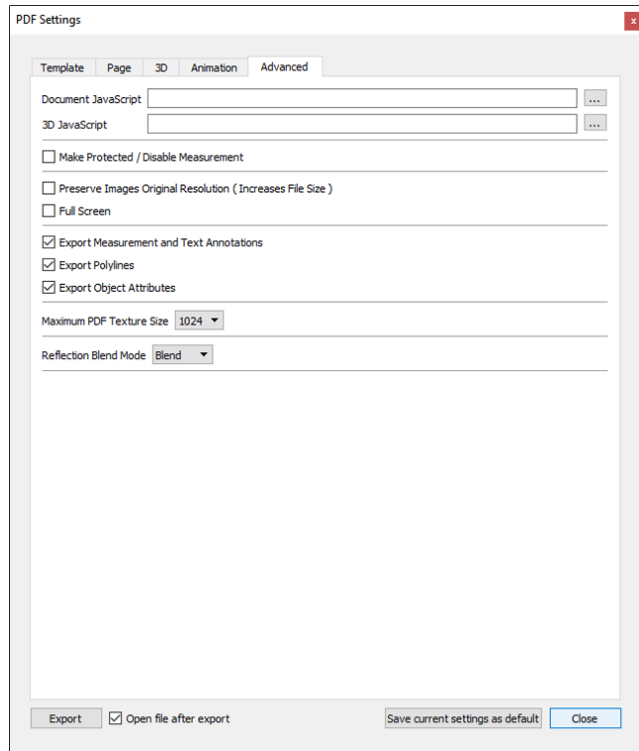 PDF Settings
x
Template Page 3D Animation Advanced
Document JavaScript ...
3D JavaScript ...
Make Protected / Disable Measurement
Preserve Images Original Resolution ( Increases File Size )
Full Screen
Export Measurement and Text Annotations
Export Polylines
Export Object Attributes
Maximum PDF Texture Size 1024
Reflection Blend Mode Blend
Export Open file after export Save current settings as default Close